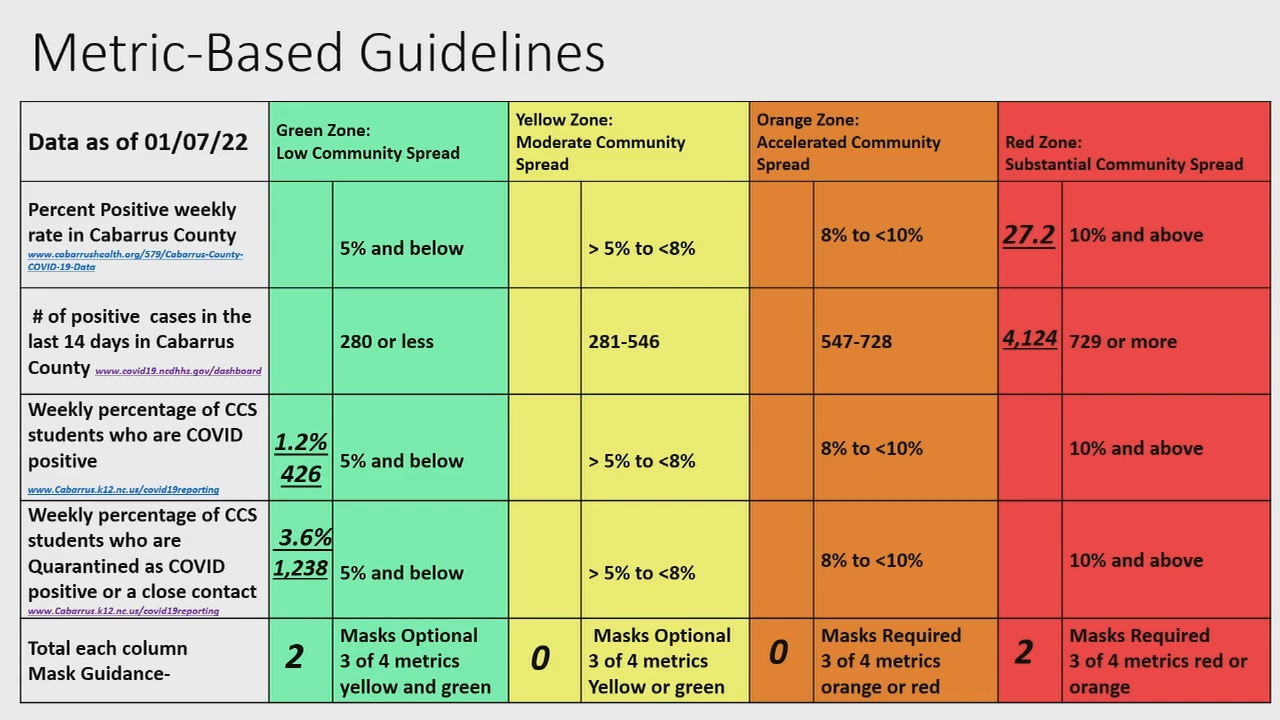 Metric-Based Guidelines
Data as of 01/07/22
Green Zone:
Low Community Spread
Yellow Zone:
Moderate Community
Spread
Orange Zone:
Accelerated Community
Spread
Red Zone:
Substantial Community Spread
Percent Positive weekly
rate in Cabarrus County
www.cabarrushealth.org/579/Cabarrus-County-
COVID-19-Data
5% and below
> 5% to <8%
8% to <10%
27.2
10% and above
# of positive cases in the
last 14 days in Cabarrus
County www.covid19.ncdhhs.gov/dashboard
280 or less
281-546
547-728
4,124
729 or more
Weekly percentage of CCS
students who are COVID
positive
www.Cabarrus.k12.nc.us/covid19reporting
1.2%
426
5% and below
> 5% to <8%
8% to <10%
10% and above
Weekly percentage of CCS
students who are
Quarantined as COVID
positive or a close contact
www.Cabarrus.k12.nc.us/covid19reporting
3.6%
1,238
5% and below
> 5% to <8%
8% to <10%
10% and above
Total each column
Mask Guidance-
2
Masks Optional
3 of 4 metrics
yellow and green
0
Masks Optional
3 of 4 metrics
Yellow or green
0
Masks Required
3 of 4 metrics
orange or red
2
Masks Required
3 of 4 metrics red or
orange